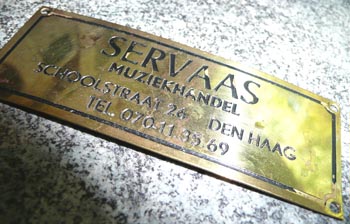 SERVAAS
MUZIEKHANDEL
SCHOOLSTRAAT 24 DEN HAAG
TEL. 070-11.35.69